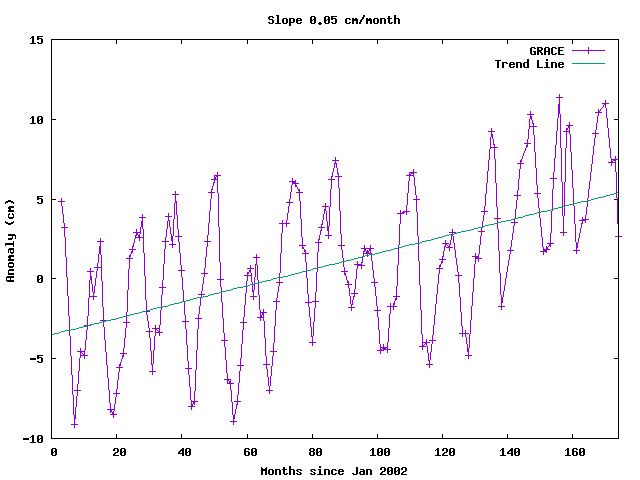 Slope 0.05 cm/month
GRACE
Trend Line
15
10
5
0
-5
-10
Anomaly (cm)
0 20 40 60 80 100 120 140 160
Months since Jan 2002